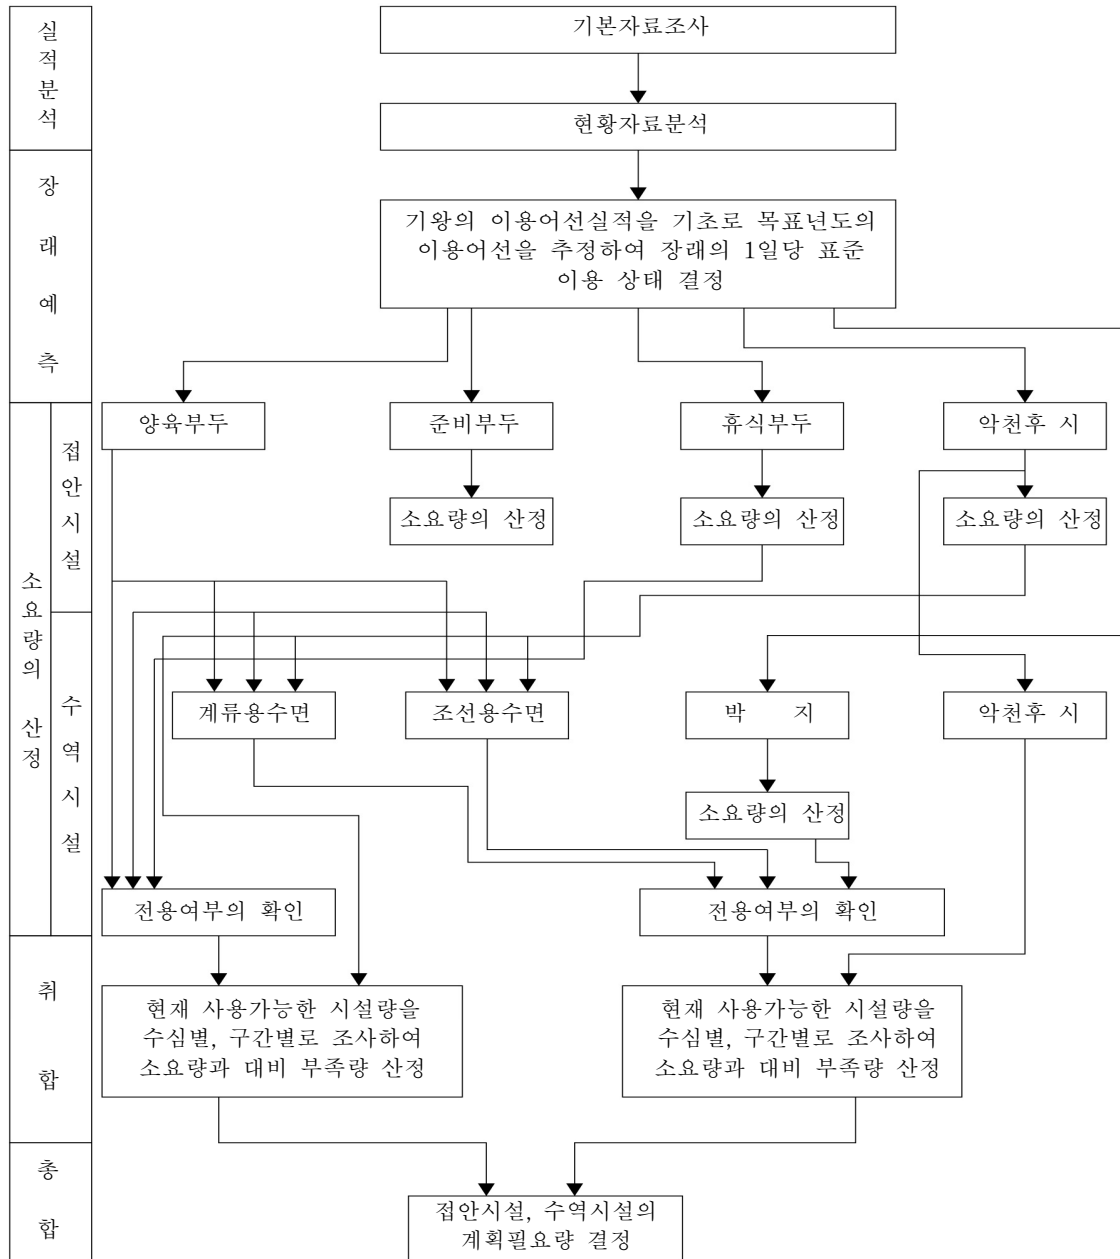 실적분석
기본자료조사
현황자료분석
장래예측
기왕의 이용어선실적을 기초로 목표년도의
이용어선을 추정하여 장래의 1일당 표준
이용 상태 결정
소요량의 산정
접안시설
양육부두
준비부두
휴식부두
악천후 시
소요량의 산정
소요량의 산정
소요량의 산정
수역시설
계류용수면
조선용수면
박 지
악천후 시
소요량의 산정
전용여부의 확인
전용여부의 확인
취합
현재 사용가능한 시설량을
수심별, 구간별로 조사하여
소요량과 대비 부족량 산정
현재 사용가능한 시설량을
수심별, 구간별로 조사하여
소요량과 대비 부족량 산정
총합
접안시설, 수역시설의
계획필요량 결정